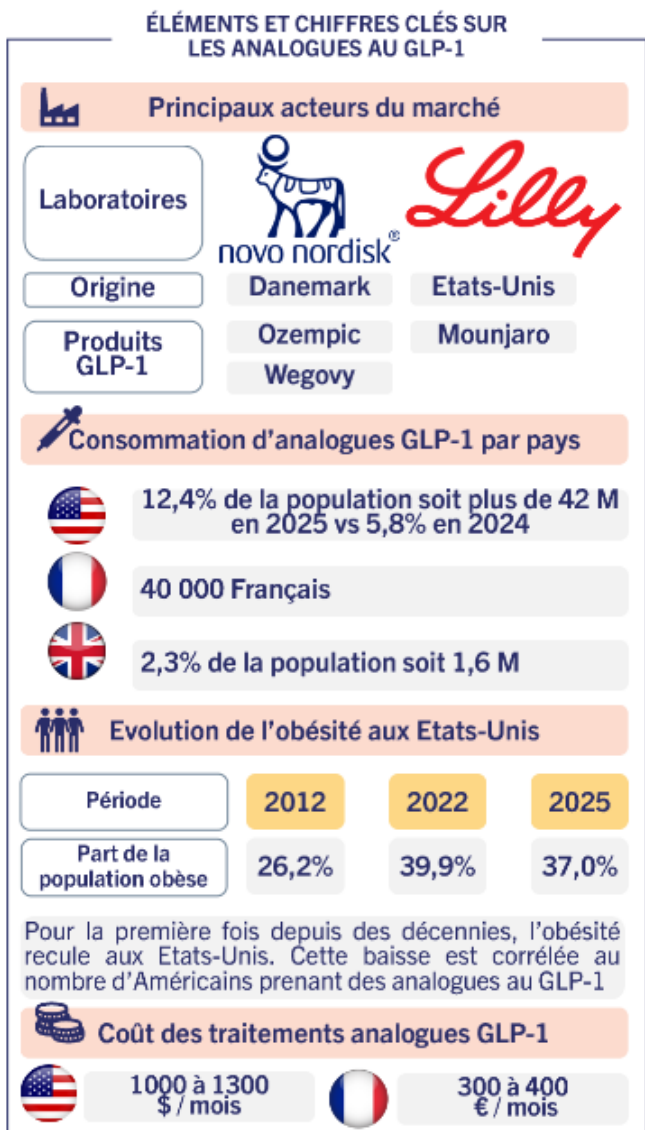 ÉLÉMENTS ET CHIFFRES CLÉS SUR
LES ANALOGUES AU GLP-1
Principaux acteurs du marché
Laboratoires
novo nordisk®
Lilly
Origine
Danemark
Etats-Unis
Produits
GLP-1
Ozempic
Mounjaro
Wegovy
Consommation d'analogues GLP-1 par pays
12,4% de la population soit plus de 42 M
en 2025 vs 5,8% en 2024
40 000 Français
2,3% de la population soit 1,6 M
Evolution de l'obésité aux Etats-Unis
Période
2012
2022
2025
Part de la
population obèse
26,2%
39,9%
37,0%
Pour la première fois depuis des décennies, l'obésité
recule aux Etats-Unis. Cette baisse est corrélée au
nombre d'Américains prenant des analogues au GLP-1
Coût des traitements analogues GLP-1
1000 à 1300
$ / mois
300 à 400
€ / mois